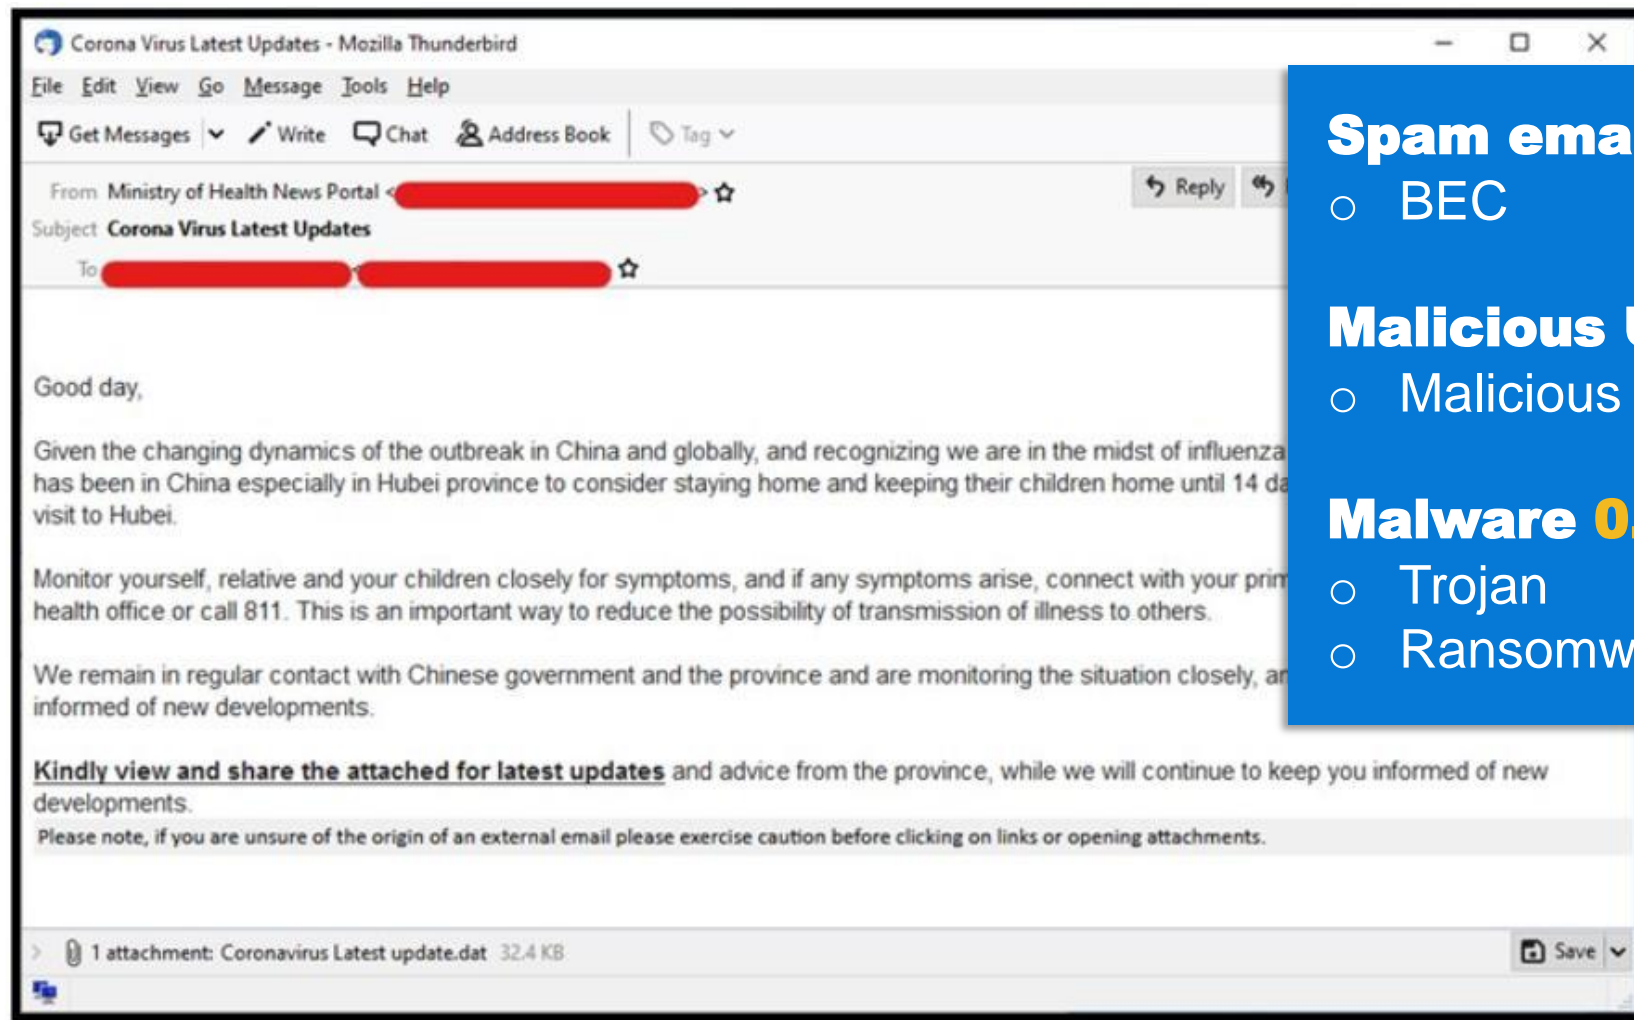 Corona Virus Latest Updates - Mozilla Thunderbird
File Edit View Go Message Tools Help
Get Messages Write Chat Address Book Tag
From Ministry of Health News Portal < >
Reply
Subject Corona Virus Latest Updates
To
Good day,
Given the changing dynamics of the outbreak in China and globally, and recognizing we are in the midst of influenza
has been in China especially in Hubei province to consider staying home and keeping their children home until 14
visit to Hubei.
Monitor yourself, relative and your children closely for symptoms, and if any symptoms arise, connect with your
health office or call 811. This is an important way to reduce the possibility of transmission of illness to others.
We remain in regular contact with Chinese government and the province and are monitoring the situation closely,
informed of new developments.
Kindly view and share the attached for latest updates and advice from the province, while we will continue to keep you informed of new
developments.
Please note, if you are unsure of the origin of an external email please exercise caution before clicking on links or opening attachments.
1 attachment: Coronavirus Latest update.dat 32.4 KB
Save
Spam
BEC
Malicious
Malicious
Malware
Trojan